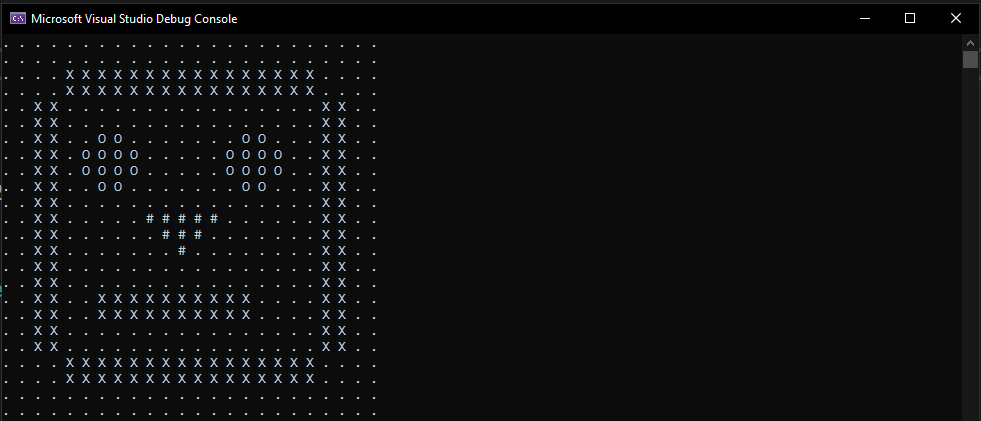 Microsoft Visual Studio Debug Console
. . . . . . . . . . . . . . . . . . . . . . . .
. . . . . . . . . . . . . . . . . . . . . . . .
. . . . X X X X X X X X X X X X X X X X . . . .
. . . . X X X X X X X X X X X X X X X X . . . .
. . X X . . . . . . . . . . . . . . . . X X . .
. . X X . . . . . . . . . . . . . . . . X X . .
. . X X . . O O . . . . . . . O O . . . X X . .
. . X X . O O O O . . . . . O O O O . . X X . .
. . X X . O O O O . . . . . O O O O . . X X . .
. . X X . . O O . . . . . . . O O . . . X X . .
. . X X . . . . . . . . . . . . . . . . X X . .
. . X X . . . . . # # # # # . . . . . . X X . .
. . X X . . . . . . # # # . . . . . . . X X . .
. . X X . . . . . . . # . . . . . . . . X X . .
. . X X . . . . . . . . . . . . . . . . X X . .
. . X X . . . . . . . . . . . . . . . . X X . .
. . X X . . X X X X X X X X X X . . . . X X . .
. . X X . . X X X X X X X X X X . . . . X X . .
. . X X . . . . . . . . . . . . . . . . X X . .
. . X X . . . . . . . . . . . . . . . . X X . .
. . . . X X X X X X X X X X X X X X X X . . . .
. . . . X X X X X X X X X X X X X X X X . . . .
. . . . . . . . . . . . . . . . . . . . . . . .
. . . . . . . . . . . . . . . . . . . . . . . .